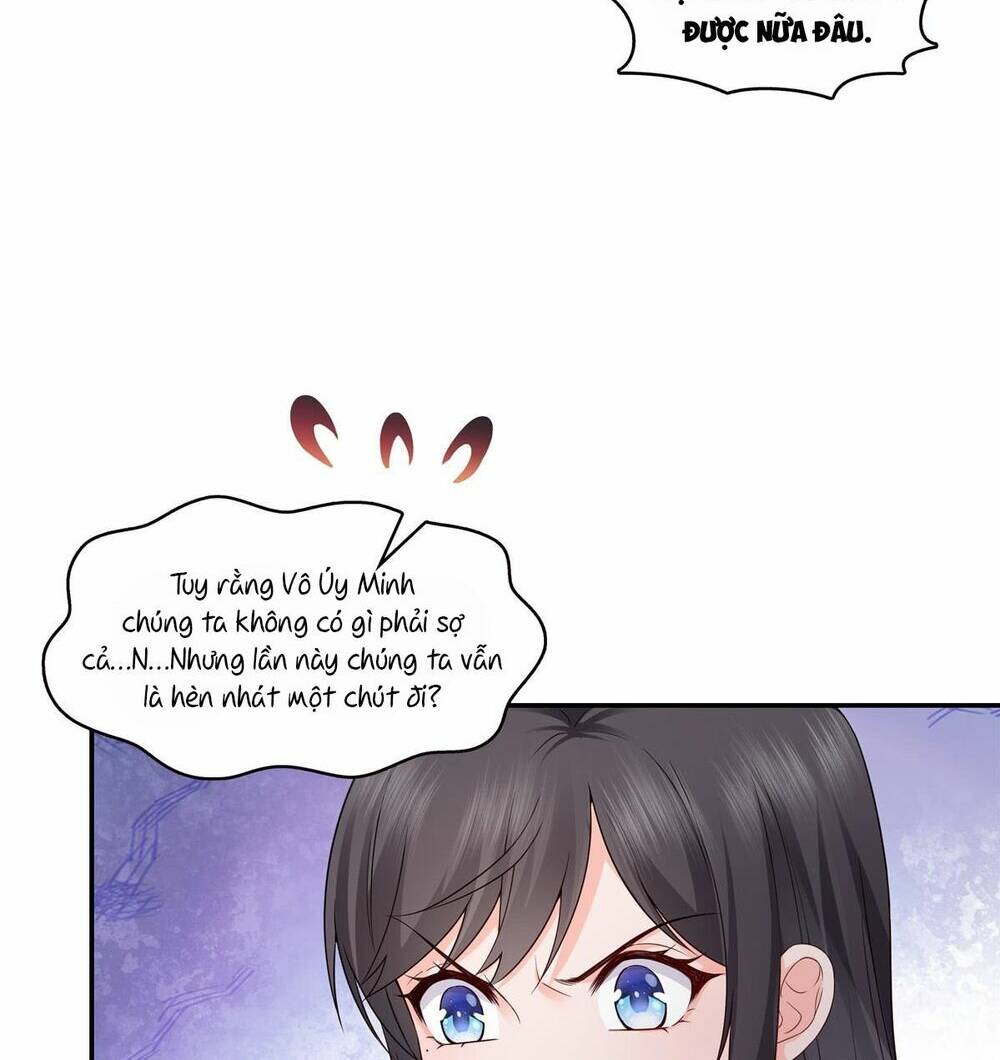 ĐƯỢC NỮA ĐÂU.
Tuy rằng Vô Úy Minh
chúng ta không có gì phải sợ
cả...N...Nhưng lần này chúng ta vẫn
là hèn nhát một chút đi?